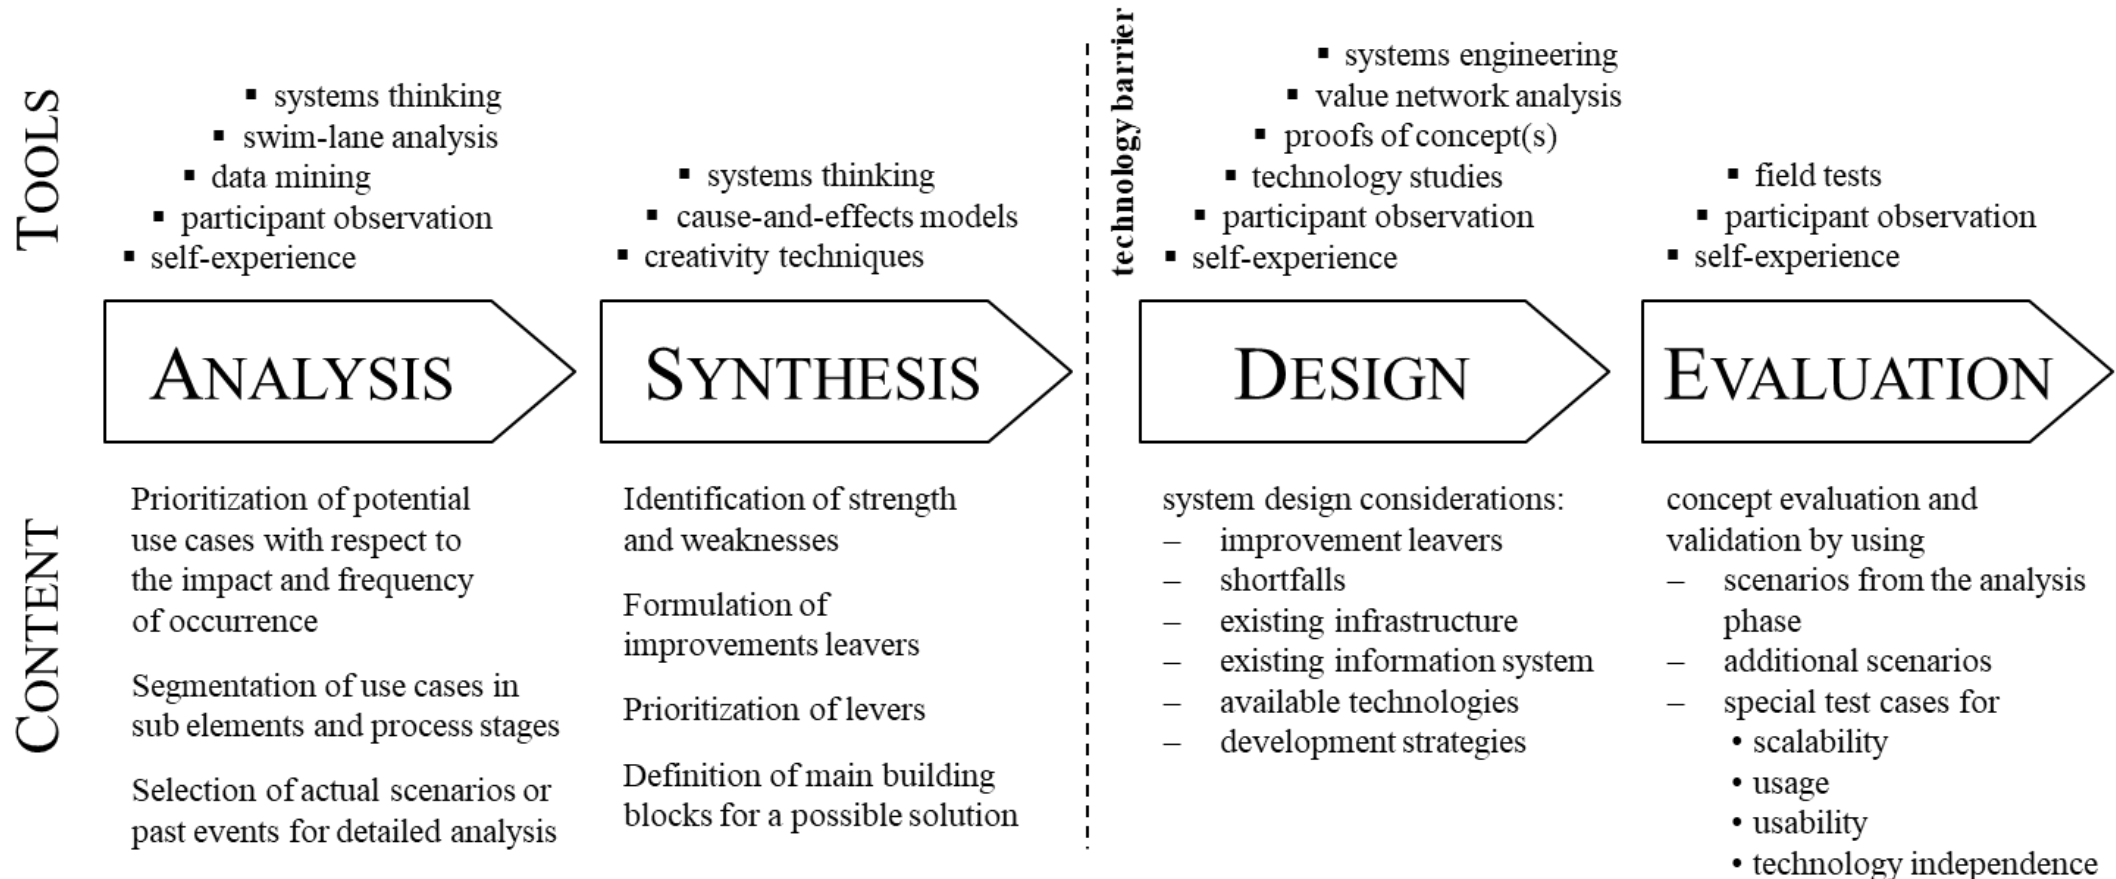 TOOLS
▪ systems thinking
▪ swim-lane analysis
▪ data mining
▪ participant observation
▪ self-experience
▪ systems thinking
▪ cause-and-effects models
▪ creativity techniques
technology barrier
▪ systems engineering
▪ value network analysis
▪ proofs of concept(s)
▪ technology studies
▪ participant observation
▪ self-experience
▪ field tests
▪ participant observation
▪ self-experience
ANALYSIS
SYNTHESIS
DESIGN
EVALUATION
CONTENT
Prioritization of potential
use cases with respect to
the impact and frequency
of occurrence
Segmentation of use cases in
sub elements and process stages
Selection of actual scenarios or
past events for detailed analysis
Identification of strength
and weaknesses
Formulation of
improvements leavers
Prioritization of levers
Definition of main building
blocks for a possible solution
system design considerations:
– improvement leavers
– shortfalls
– existing infrastructure
– existing information system
– available technologies
– development strategies
concept evaluation and
validation by using
– scenarios from the analysis
phase
– additional scenarios
– special test cases for
• scalability
• usage
• usability
• technology independence